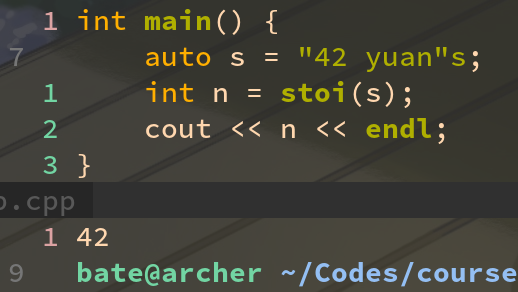 1 int main() {
7 auto s = "42 yuan"s;
1 int n = stoi(s);
2 cout << n << endl;
3 }
.cpp
1 42
9 bate@archer ~/Codes/course